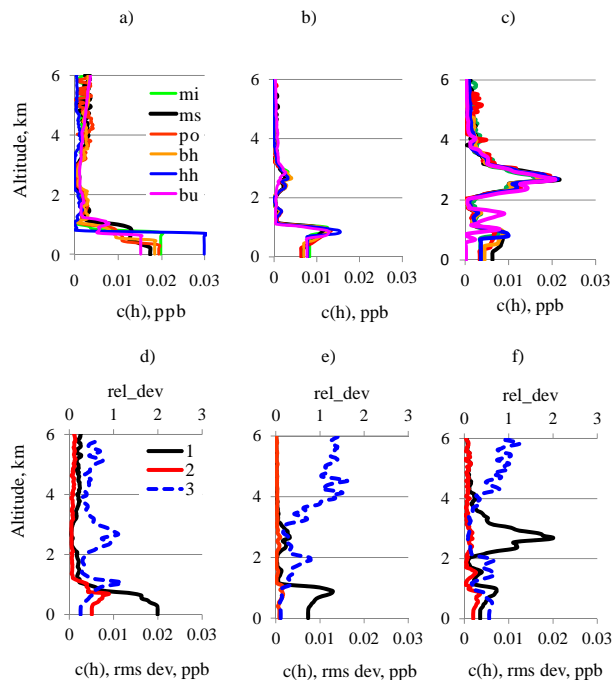 a)
b)
c)
6
4
2
0
Altitude, km
mi
ms
po
bh
hh
bu
0 0.01 0.02 0.03
c(h), ppb
6
4
2
0
0 0.01 0.02 0.03
c(h), ppb
6
4
2
0
0 0.01 0.02 0.03
c(h), ppb
d)
e)
f)
rel_dev
0 1 2 3
6
4
2
0
Altitude, km
1
2
3
0 0.01 0.02 0.03
c(h), rms dev, ppb
rel_dev
0 1 2 3
6
4
2
0
0 0.01 0.02 0.03
c(h), rms dev, ppb
rel_dev
0 1 2 3
6
4
2
0
0 0.01 0.02 0.03
c(h), rms dev, ppb